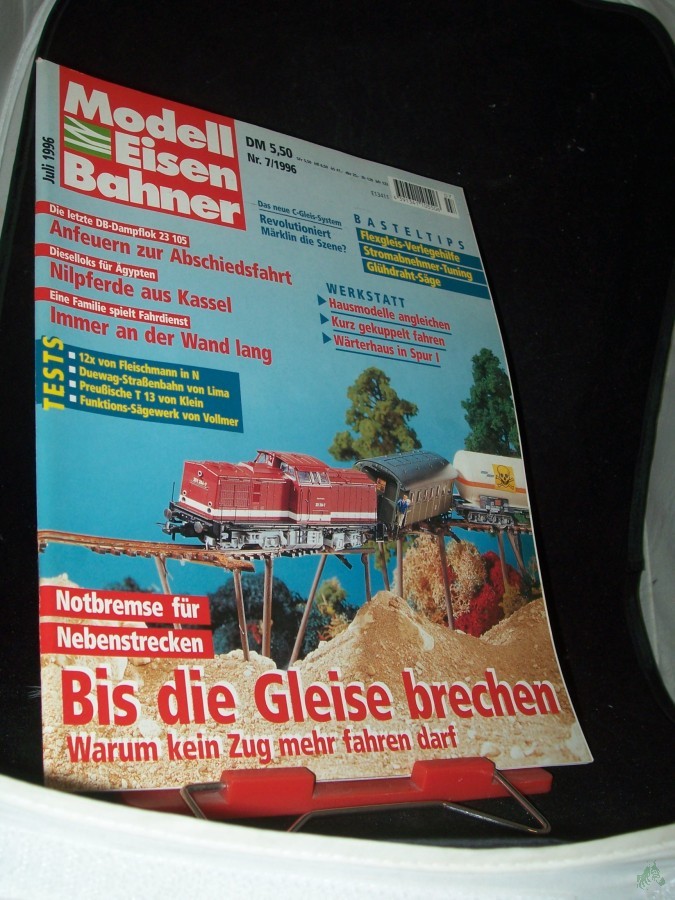 Juli 1996
Modell
Eisen
Bahner
DM 5,50
Nr. 7/1996
Das neue C-Gleis-System
Revolutioniert
Märklin die Szene?
BASTELTIPS
Flexgleis-Verlegehilfe
Stromabnehmer-Tuning
Glühdraht-Säge
Die letzte DB-Dampflok 23 105
Anfeuern zur Abschiedsfahrt
Diesellloks für Ägypten
Nilpferde aus Kassel
Eine Familie spielt Fahrdienst
Immer an der Wand lang
WERKSTATT
Hausmodelle angleichen
Kurz gekuppelt fahren
Wärterhaus in Spur I
TESTS
12x von Fleischmann in N
Duewag-Straßenbahn von Lima
Preußische T 13 von Klein
Funktions-Sägewerk von Vollmer
Notbremse für
Nebenstrecken
Bis die Gleise brechen
Warum kein Zug mehr fahren darf